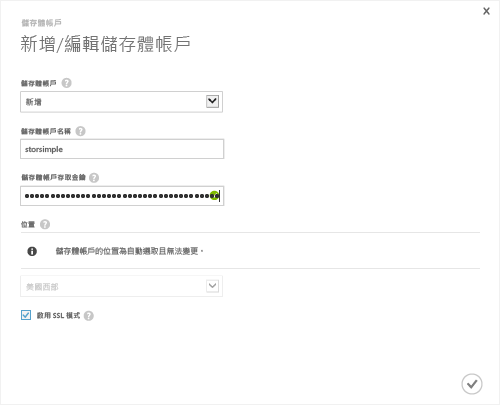 x
儲存體帳戶
新增/編輯儲存體帳戶
儲存體帳戶 ?
新增
儲存體帳戶名稱 ?
storsimple
儲存體帳戶存取金鑰 ?
位置 ?
儲存體帳戶的位置為自動選取且無法變更。
美國西部
啟用 SSL 模式 ?